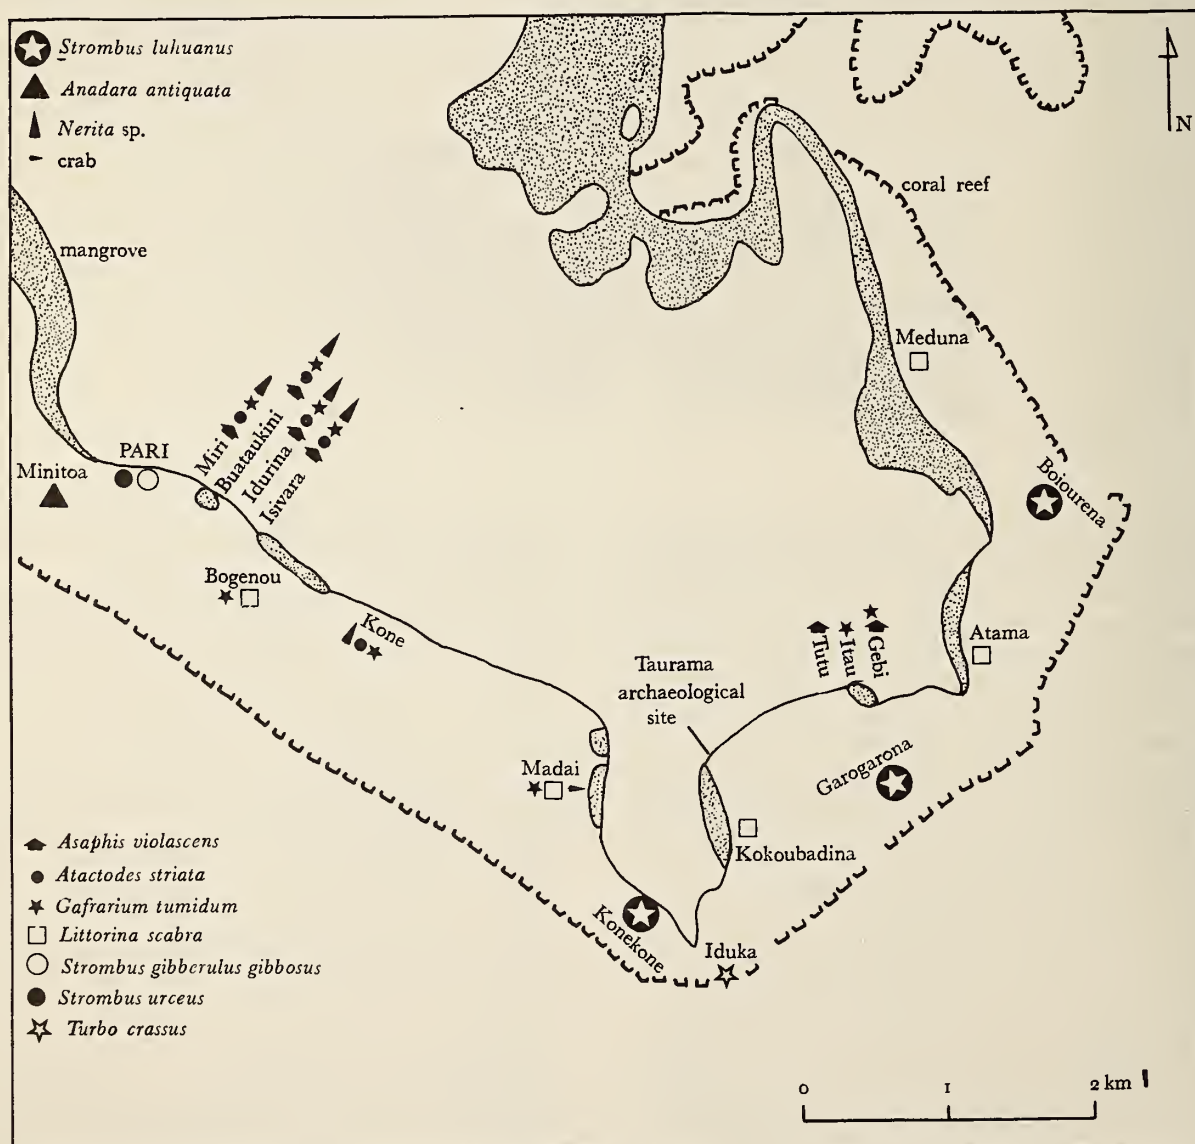 Strombus luhuanus
Anadara antiquata
Nerita sp.
crab
N
coral reef
mangrove
Meduna
Miri
Buataukini
Idurina
Isivara
PARI
Minitoa
Boiourena
Bogenou
Kone
Tutu
Itau
Gebi
Atama
Taurama
archaeological
site
Madai
Garogarona
Kokoubadina
Konekone
Iduka
Asaphis violascens
Atactodes striata
Gafrarium tumidum
Littorina scabra
Strombus gibberulus gibbosus
Strombus urceus
Turbo crassus
0 1 2 km